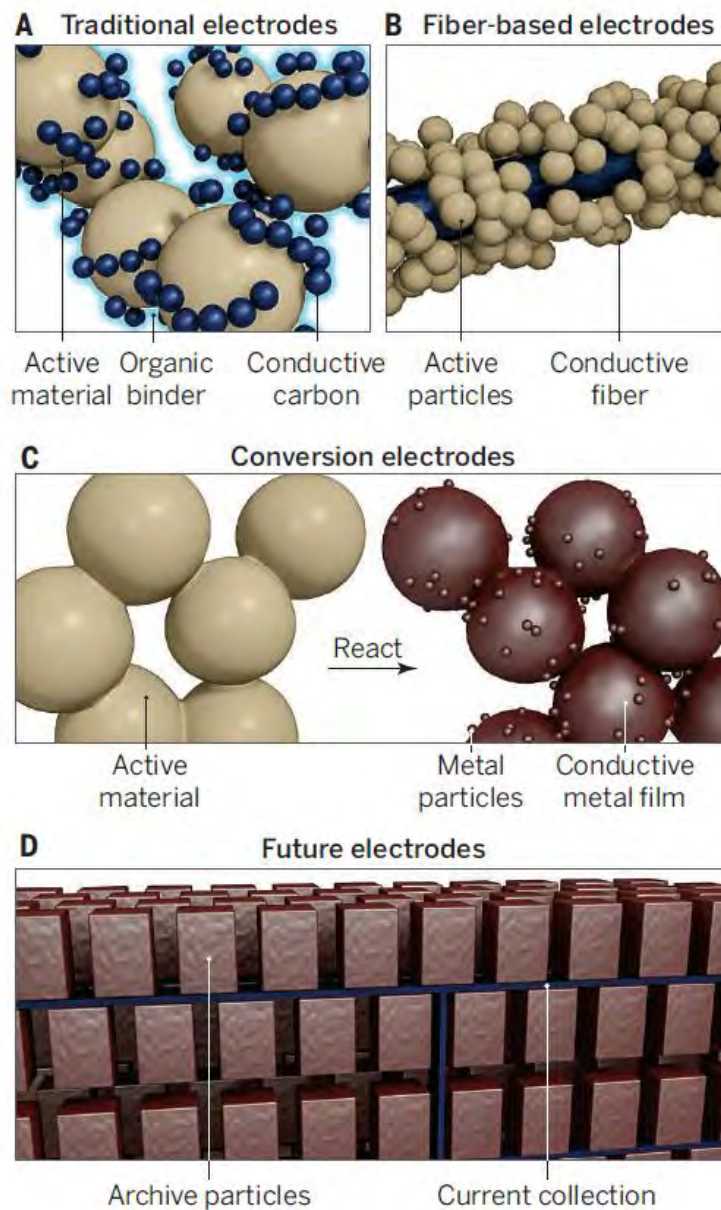 A Traditional electrodes
B Fiber-based electrodes
Active material
Organic binder
Conductive carbon
Active particles
Conductive fiber
C Conversion electrodes
React
Active material
Metal particles
Conductive metal film
D Future electrodes
Archive particles
Current collection